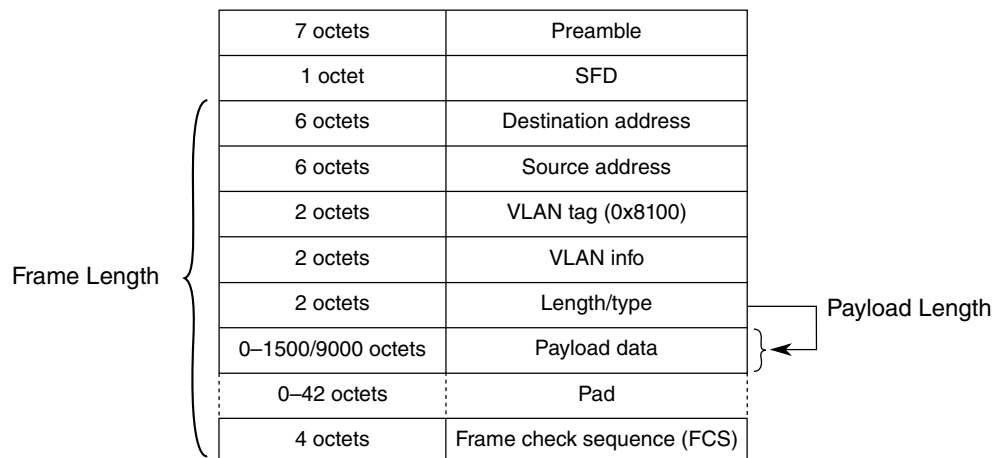 7 octets Preamble
1 octet SFD
6 octets Destination address
6 octets Source address
2 octets VLAN tag (0x8100)
2 octets VLAN info
Frame Length
2 octets Length/type
Payload Length
0–1500/9000 octets Payload data
0–42 octets Pad
4 octets Frame check sequence (FCS)